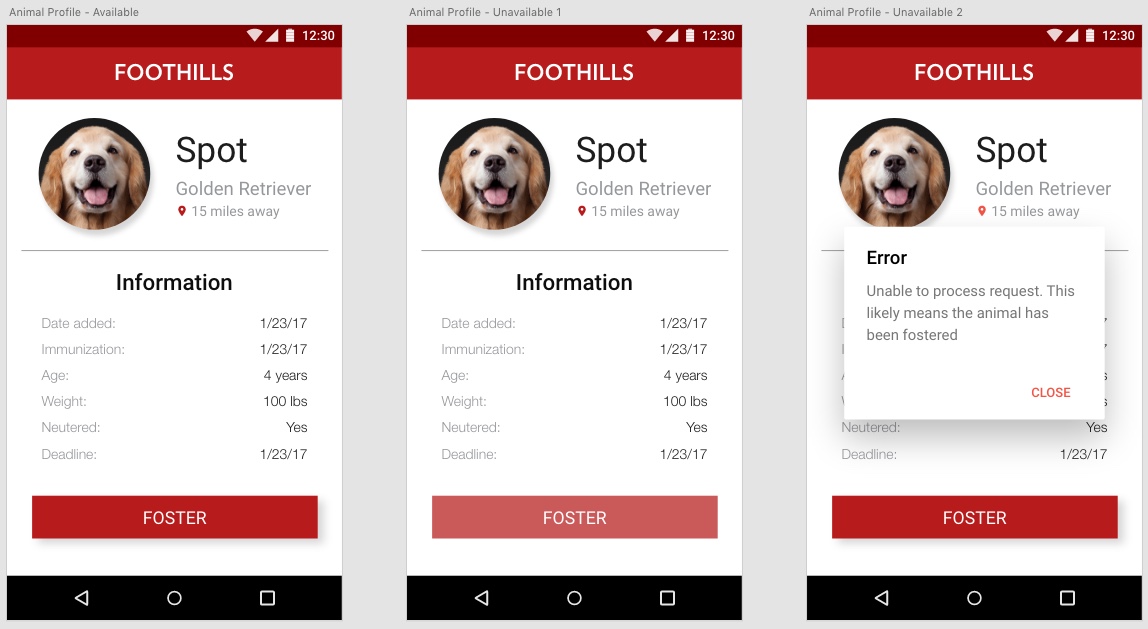 Animal Profile - Available
12:30
FOOTHILLS
Spot
Golden Retriever
15 miles away
Information
Date added: 1/23/17
Immunization: 1/23/17
Age: 4 years
Weight: 100 lbs
Neutered: Yes
Deadline: 1/23/17
FOSTER
Animal Profile - Unavailable 1
12:30
FOOTHILLS
Spot
Golden Retriever
15 miles away
Information
Date added: 1/23/17
Immunization: 1/23/17
Age: 4 years
Weight: 100 lbs
Neutered: Yes
Deadline: 1/23/17
FOSTER
Animal Profile - Unavailable 2
12:30
FOOTHILLS
Spot
Golden Retriever
15 miles away
Error
Unable to process request. This
likely means the animal has
been fostered
CLOSE
Neutered: Yes
Deadline: 1/23/17
FOSTER